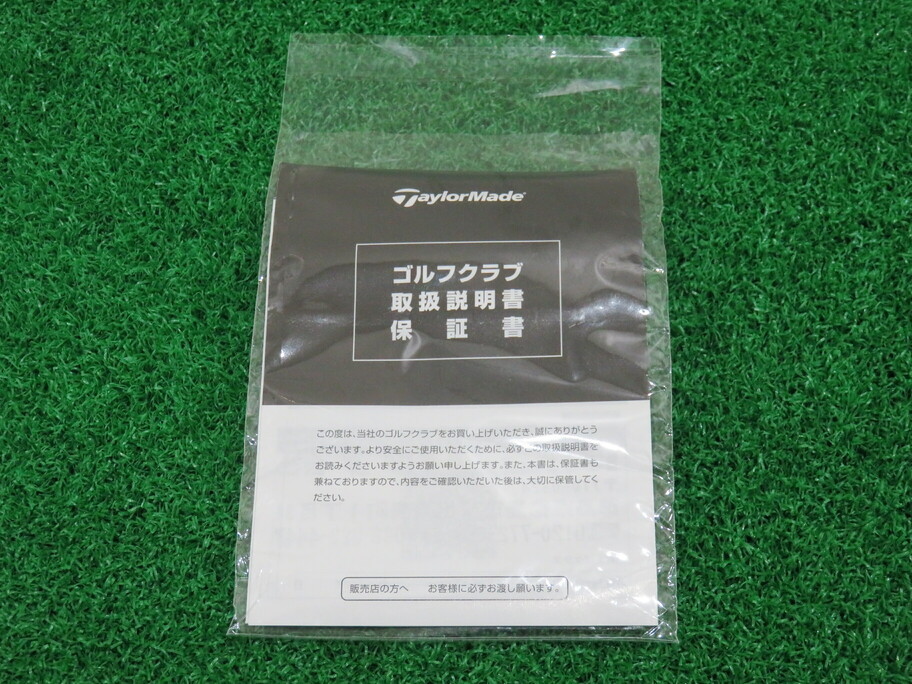 TaylorMade
ゴルフクラブ
取扱説明書
保証書
この度は、当社のゴルフクラブをお買い上げいただき、誠にありがとう
ございます。より安全にご使用いただくために、必ずこの取扱説明書を
お読みくださいますようお願い申し上げます。また、本書は、保証書も
兼ねておりますので、内容をご確認いただいた後は、大切に保管してく
ださい。
販売店の方へ お客様に必ずお渡し願います。